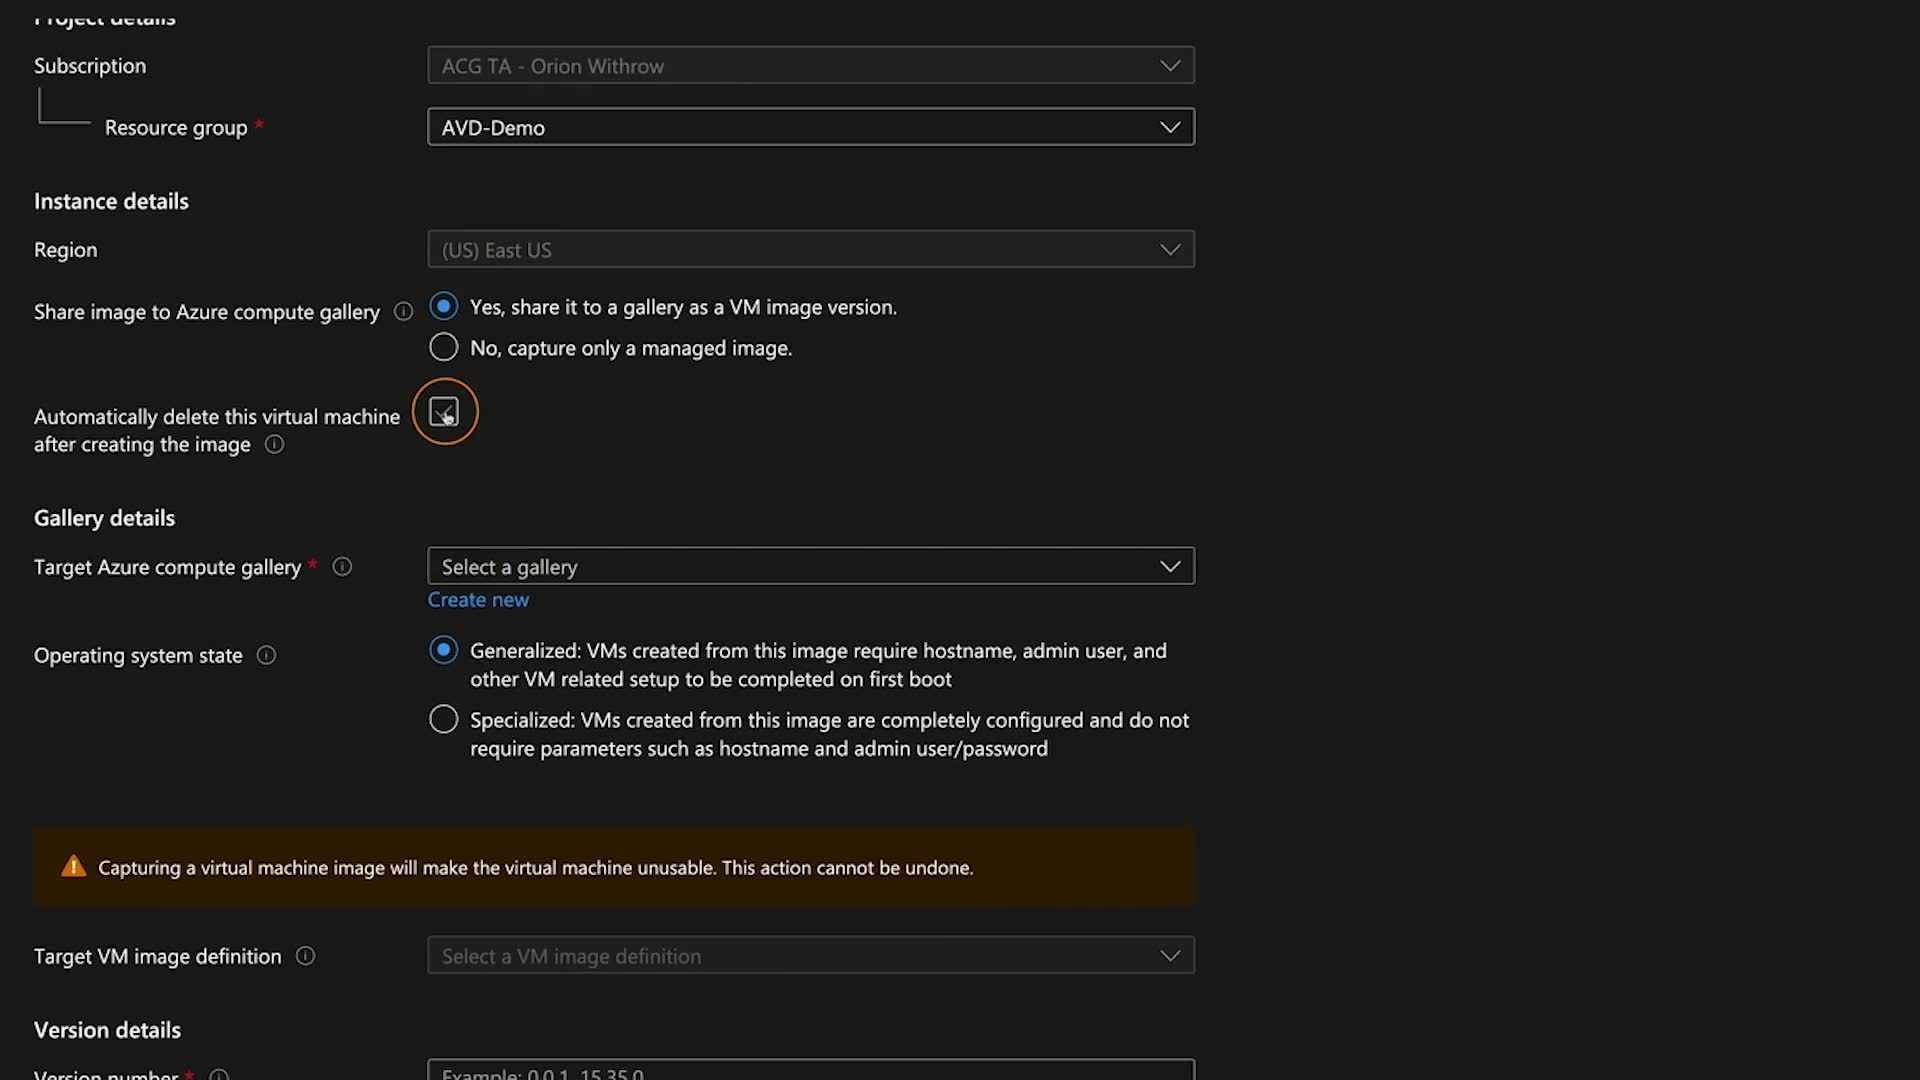 Project details
Subscription
ACG TA - Orion Withrow
Resource group *
AVD-Demo
Instance details
Region
(US) East US
Share image to Azure compute gallery
Yes, share it to a gallery as a VM image version.
No, capture only a managed image.
Automatically delete this virtual machine
after creating the image
Gallery details
Target Azure compute gallery *
Select a gallery
Create new
Operating system state
Generalized: VMs created from this image require hostname, admin user, and
other VM related setup to be completed on first boot
Specialized: VMs created from this image are completely configured and do not
require parameters such as hostname and admin user/password
Capturing a virtual machine image will make the virtual machine unusable. This action cannot be undone.
Target VM image definition
Select a VM image definition
Version details
Version number *
Example: 0.0.1, 15.35.0